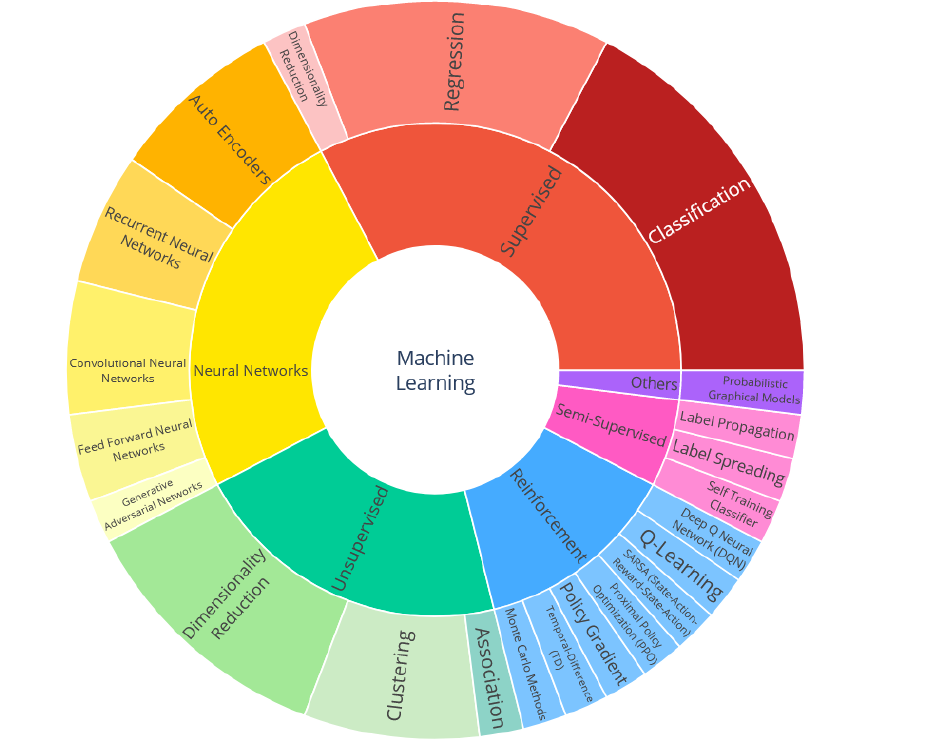 Machine
Learning
Supervised
Classification
Regression
Dimensionality
Reduction
Neural Networks
Auto Encoders
Recurrent Neural
Networks
Convolutional Neural
Networks
Feed Forward Neural
Networks
Generative
Adversarial Networks
Unsupervised
Dimensionality
Reduction
Clustering
Association
Reinforcement
Monte Carlo Methods
Temporal-Difference
(TD)
Policy Gradient
Proximal Policy
Optimization (PPO)
SARSA (State-Action-
Reward-State-Action)
Q-Learning
Deep Q Neural
Network (DQN)
Semi-Supervised
Self Training
Classifier
Label Spreading
Label Propagation
Others
Probabilistic
Graphical Models